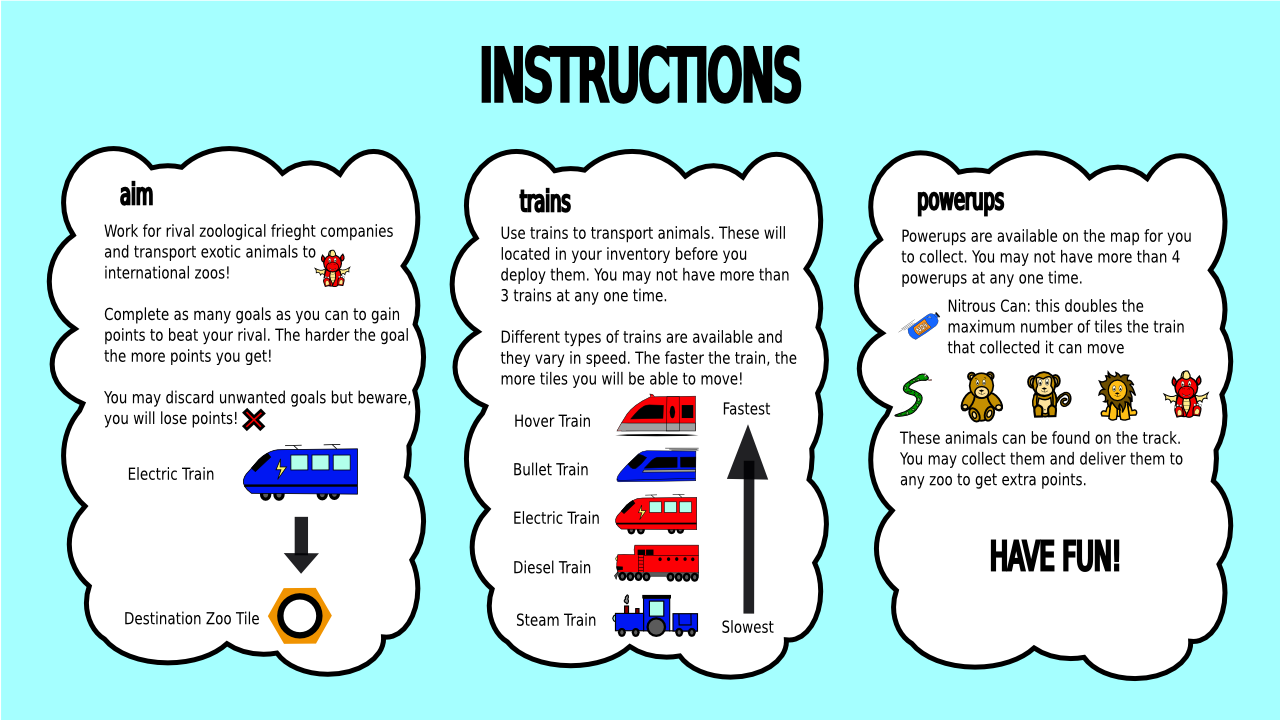 INSTRUCTIONS
aim
Work for rival zoological frieght companies
and transport exotic animals to
international zoos!
Complete as many goals as you can to gain
points to beat your rival. The harder the goal
the more points you get!
You may discard unwanted goals but beware,
you will lose points!
Electric Train
Destination Zoo Tile
trains
Use trains to transport animals. These will
located in your inventory before you
deploy them. You may not have more than
3 trains at any one time.
Different types of trains are available and
they vary in speed. The faster the train, the
more tiles you will be able to move!
Hover Train
Fastest
Bullet Train
Electric Train
Diesel Train
Steam Train
Slowest
powerups
Powerups are available on the map for you
to collect. You may not have more than 4
powerups at any one time.
Nitrous Can: this doubles the
maximum number of tiles the train
that collected it can move
These animals can be found on the track.
You may collect them and deliver them to
any zoo to get extra points.
HAVE FUN!